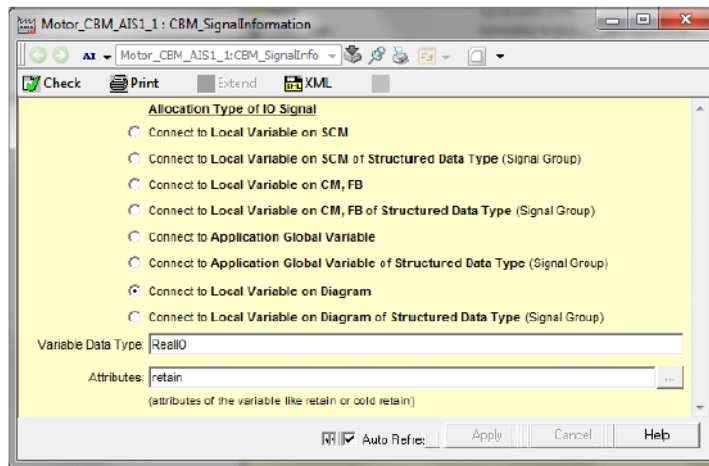 Motor_CBM_AIS1_1 : CBM_SignalInformation
AI Motor_CBM_AIS1_1:CBM_SignalInfo
Check Print Extend XML
Allocation Type of IO Signal
Connect to Local Variable on SCM
Connect to Local Variable on SCM of Structured Data Type (Signal Group)
Connect to Local Variable on CM, FB
Connect to Local Variable on CM, FB of Structured Data Type (Signal Group)
Connect to Application Global Variable
Connect to Application Global Variable of Structured Data Type (Signal Group)
Connect to Local Variable on Diagram
Connect to Local Variable on Diagram of Structured Data Type (Signal Group)
Variable Data Type: RealIO
Attributes: retain ...
(attributes of the variable like retain or cold retain)
Auto Refres Apply Cancel Help